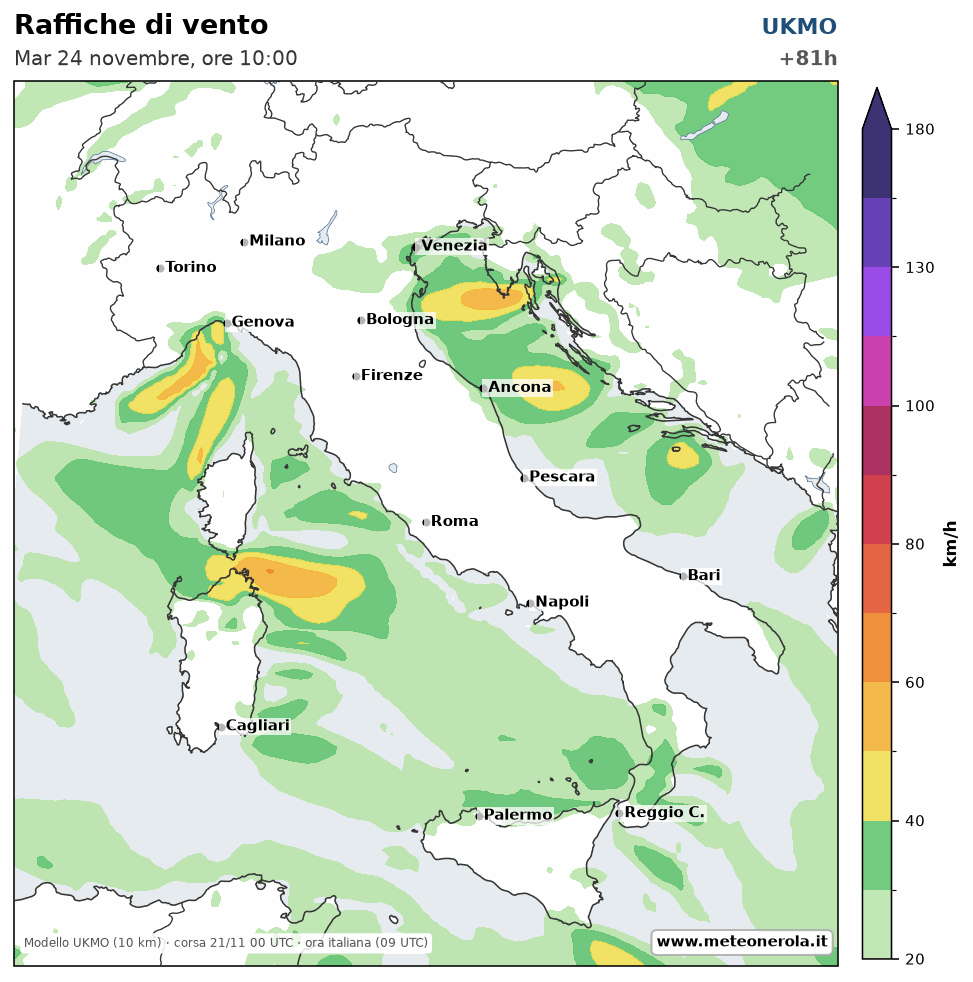 Raffiche di vento
UKMO
Mar 24 novembre, ore 10:00
+81h
180
130
100
80
60
40
20
km/h
Milano
Venezia
Torino
Genova
Bologna
Firenze
Ancona
Pescara
Roma
Bari
Napoli
Cagliari
Palermo
Reggio C.
Modello UKMO (10 km) · corsa 21/11 00 UTC · ora italiana (09 UTC)
www.meteonerola.it